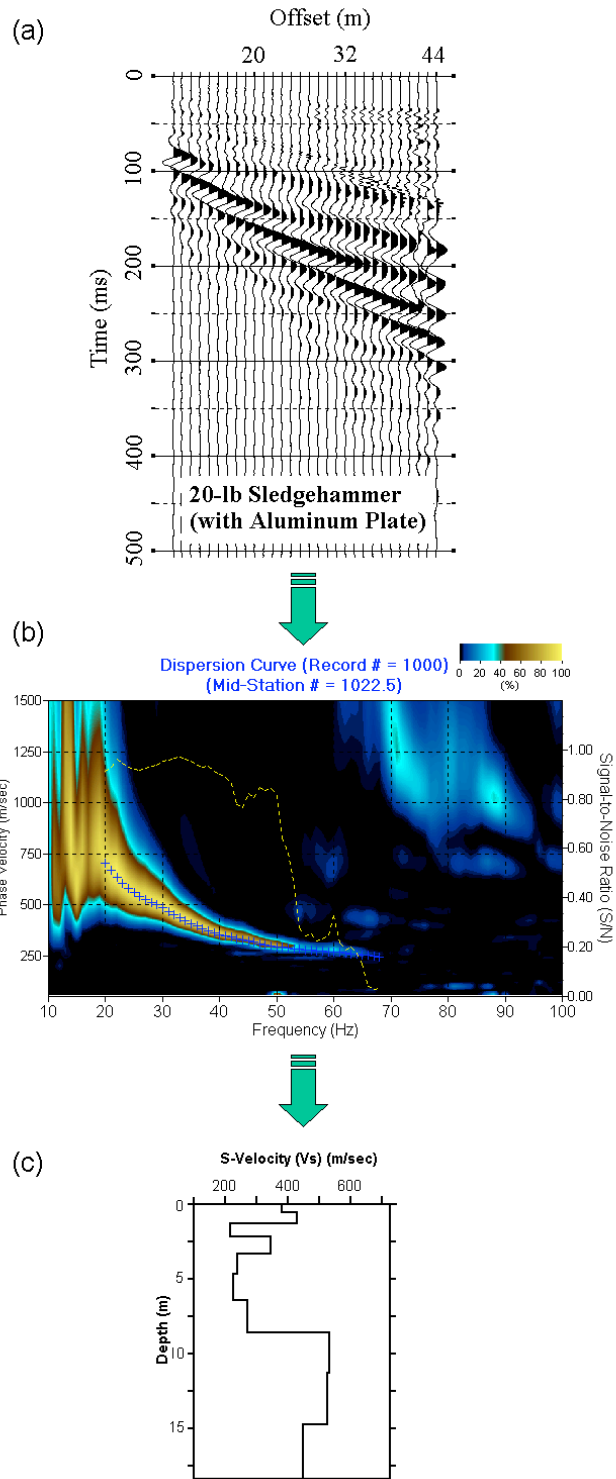 (a)
Offset (m)
20 32 44
0
100
200
300
400
500
Time (ms)
20-lb Sledgehammer
(with Aluminum Plate)
(b)
Dispersion Curve (Record # = 1000)
(Mid-Station # = 1022.5)
0 20 40 60 80 100
(%)
1500
1250
1000
750
500
250
Phase Velocity (m/sec)
1.00
0.80
0.60
0.40
0.20
0.00
Signal-to-Noise Ratio (S/N)
10 20 30 40 50 60 70 80 90 100
Frequency (Hz)
(c)
S-Velocity (Vs) (m/sec)
200 400 600
0
5
10
15
Depth (m)